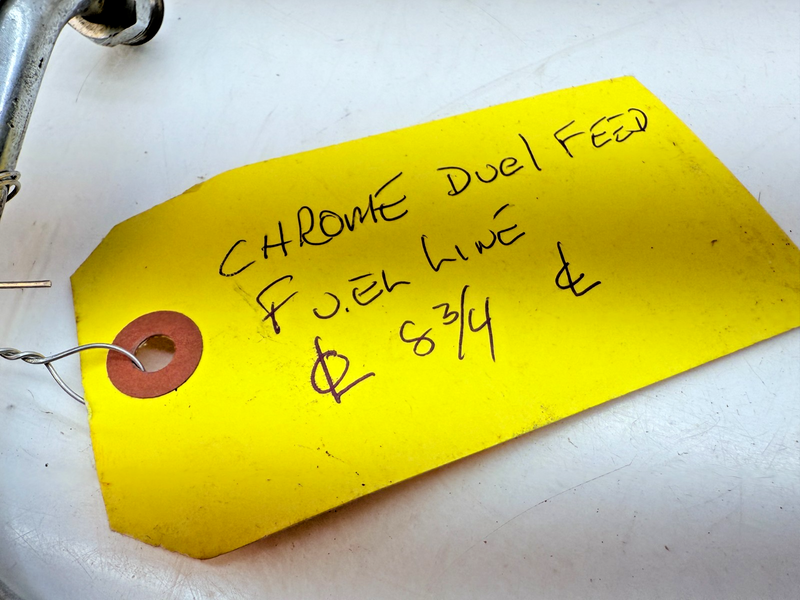 CHROME DUEl FEED
FUEL LINE
℄ 8 3/4 ℄